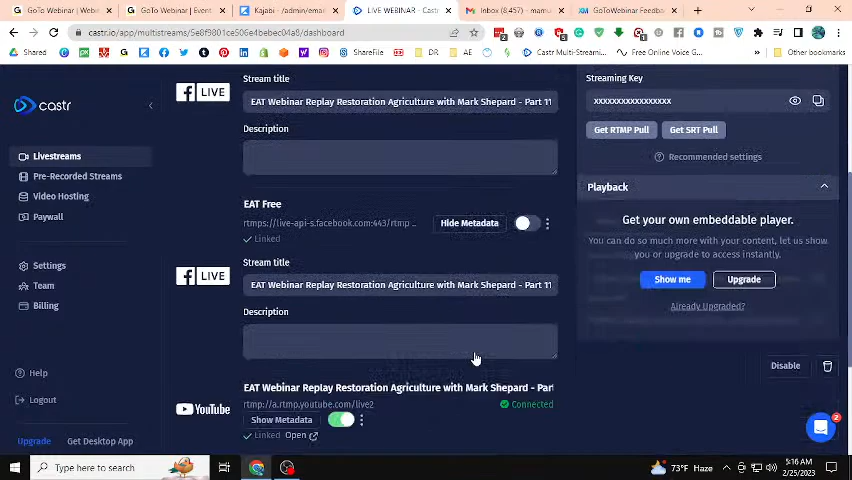 GoTo Webinar | Webi
GoTo Webinar | Event
Kajabi - /admin/emai
LIVE WEBINAR - Castr
Inbox (8,457) - mamu
GoToWebinar Feedba
castr.io/app/multistreams/5e8f9801ce506e4bebec04a8/dashboard
Shared
ShareFile
DR
AE
Castr Multi-Streami...
Free Online Voice G...
Other bookmarks
castr
Livestreams
Pre-Recorded Streams
Video Hosting
Paywall
Settings
Team
Billing
Help
Logout
Upgrade
Get Desktop App
Stream title
LIVE
EAT Webinar Replay Restoration Agriculture with Mark Shepard - Part 11
Description
EAT Free
rtmps://live-api-s.facebook.com:443/rtmp ...
Hide Metadata
Linked
Stream title
LIVE
EAT Webinar Replay Restoration Agriculture with Mark Shepard - Part 11
Description
EAT Webinar Replay Restoration Agriculture with Mark Shepard - Part
rtmp://a.rtmp.youtube.com/live2
Connected
YouTube
Show Metadata
Linked Open
Streaming Key
xxxxxxxxxxxxxxxxx
Get RTMP Pull
Get SRT Pull
Recommended settings
Playback
Get your own embeddable player.
You can do so much more with your content, let us show
you or upgrade to access instantly.
Show me
Upgrade
Already Upgraded?
Disable
2
Type here to search
73°F Haze
5:16 AM
2/25/2023